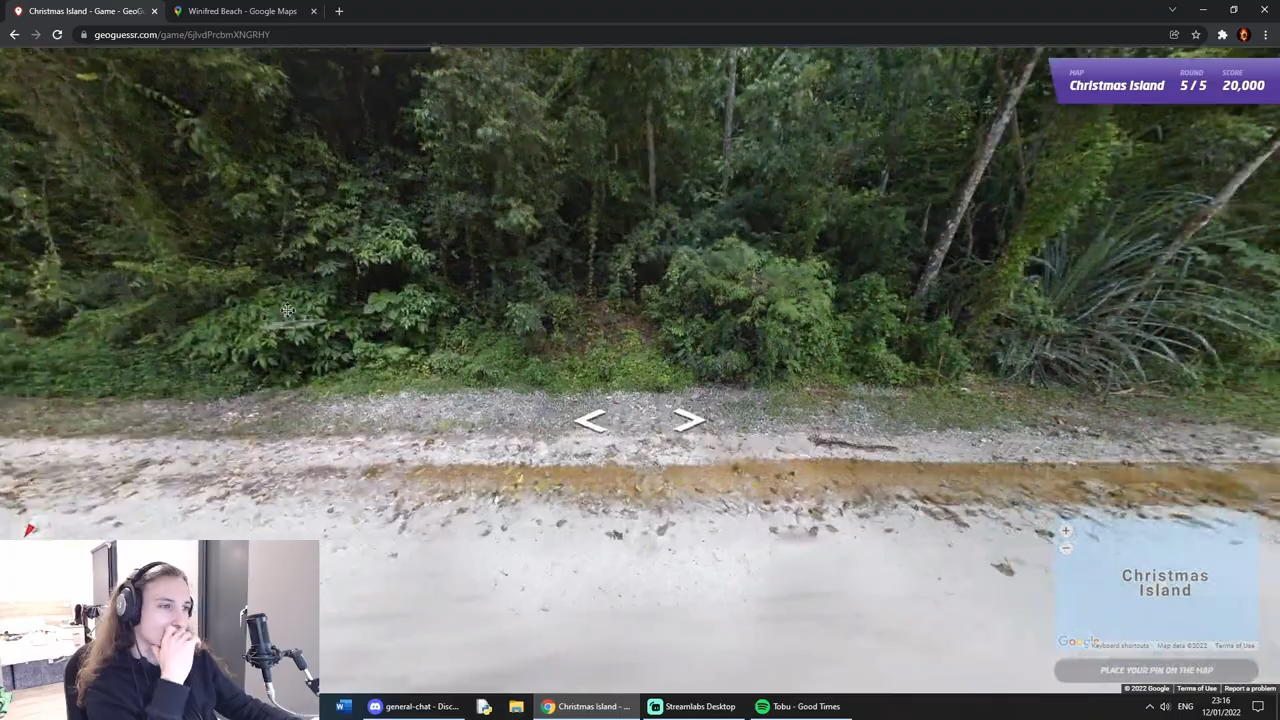 Christmas Island - Game - GeoG
Winifred Beach - Google Maps
geoguessr.com/game/6jlvdPrcbmXNGRHY
MAP
ROUND
SCORE
Christmas Island
5 / 5
20,000
Christmas
Island
Google
Keyboard shortcuts
Map data ©2022
Terms of Use
PLACE YOUR PIN ON THE MAP
© 2022 Google
Terms of Use
Report a problem
general-chat - Disc...
Christmas Island - ...
Streamlabs Desktop
Tobu - Good Times
ENG
23:16
12/01/2022